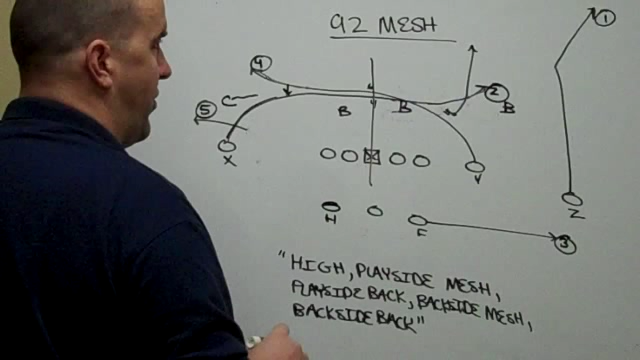 92 MESH
1
4
2
5
C
B
B
B
X
Y
Z
H
F
3
"HIGH, PLAYSIDE MESH,
PLAYSIDE BACK, BACKSIDE MESH,
BACKSIDE BACK"